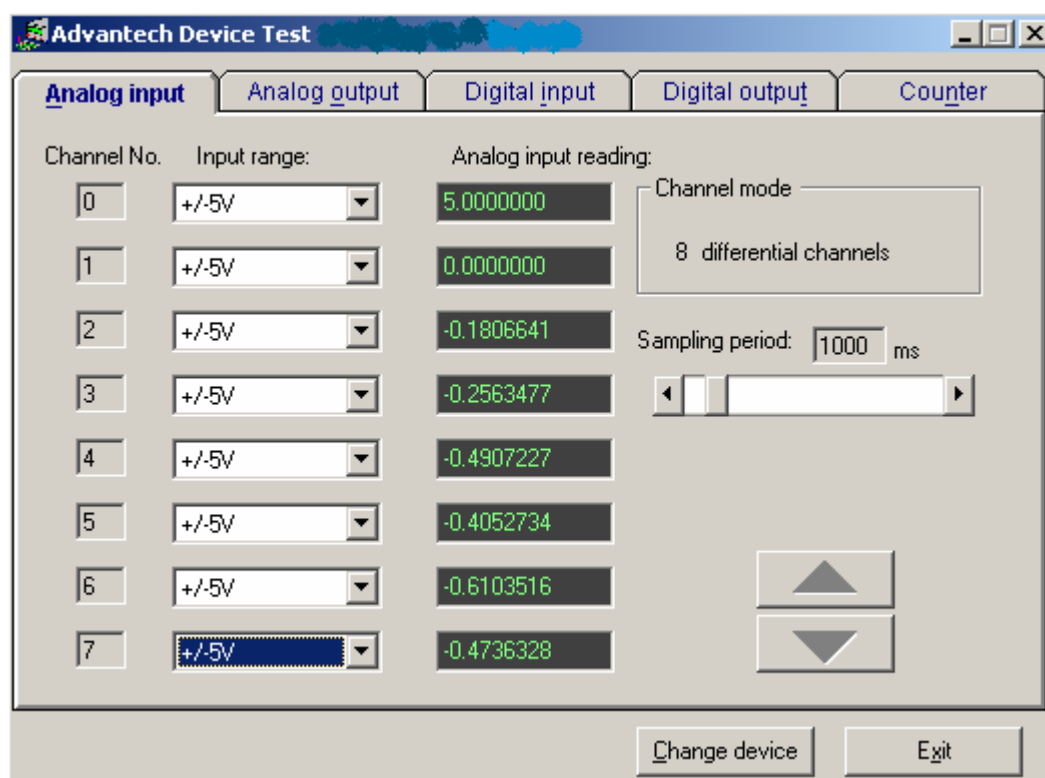 Advantech Device Test
Analog input Analog output Digital input Digital output Counter
Channel No. Input range: Analog input reading:
0 +/-5V 5.0000000
1 +/-5V 0.0000000
2 +/-5V -0.1806641
3 +/-5V -0.2563477
4 +/-5V -0.4907227
5 +/-5V -0.4052734
6 +/-5V -0.6103516
7 +/-5V -0.4736328
Channel mode
8 differential channels
Sampling period: 1000 ms
Change device Exit